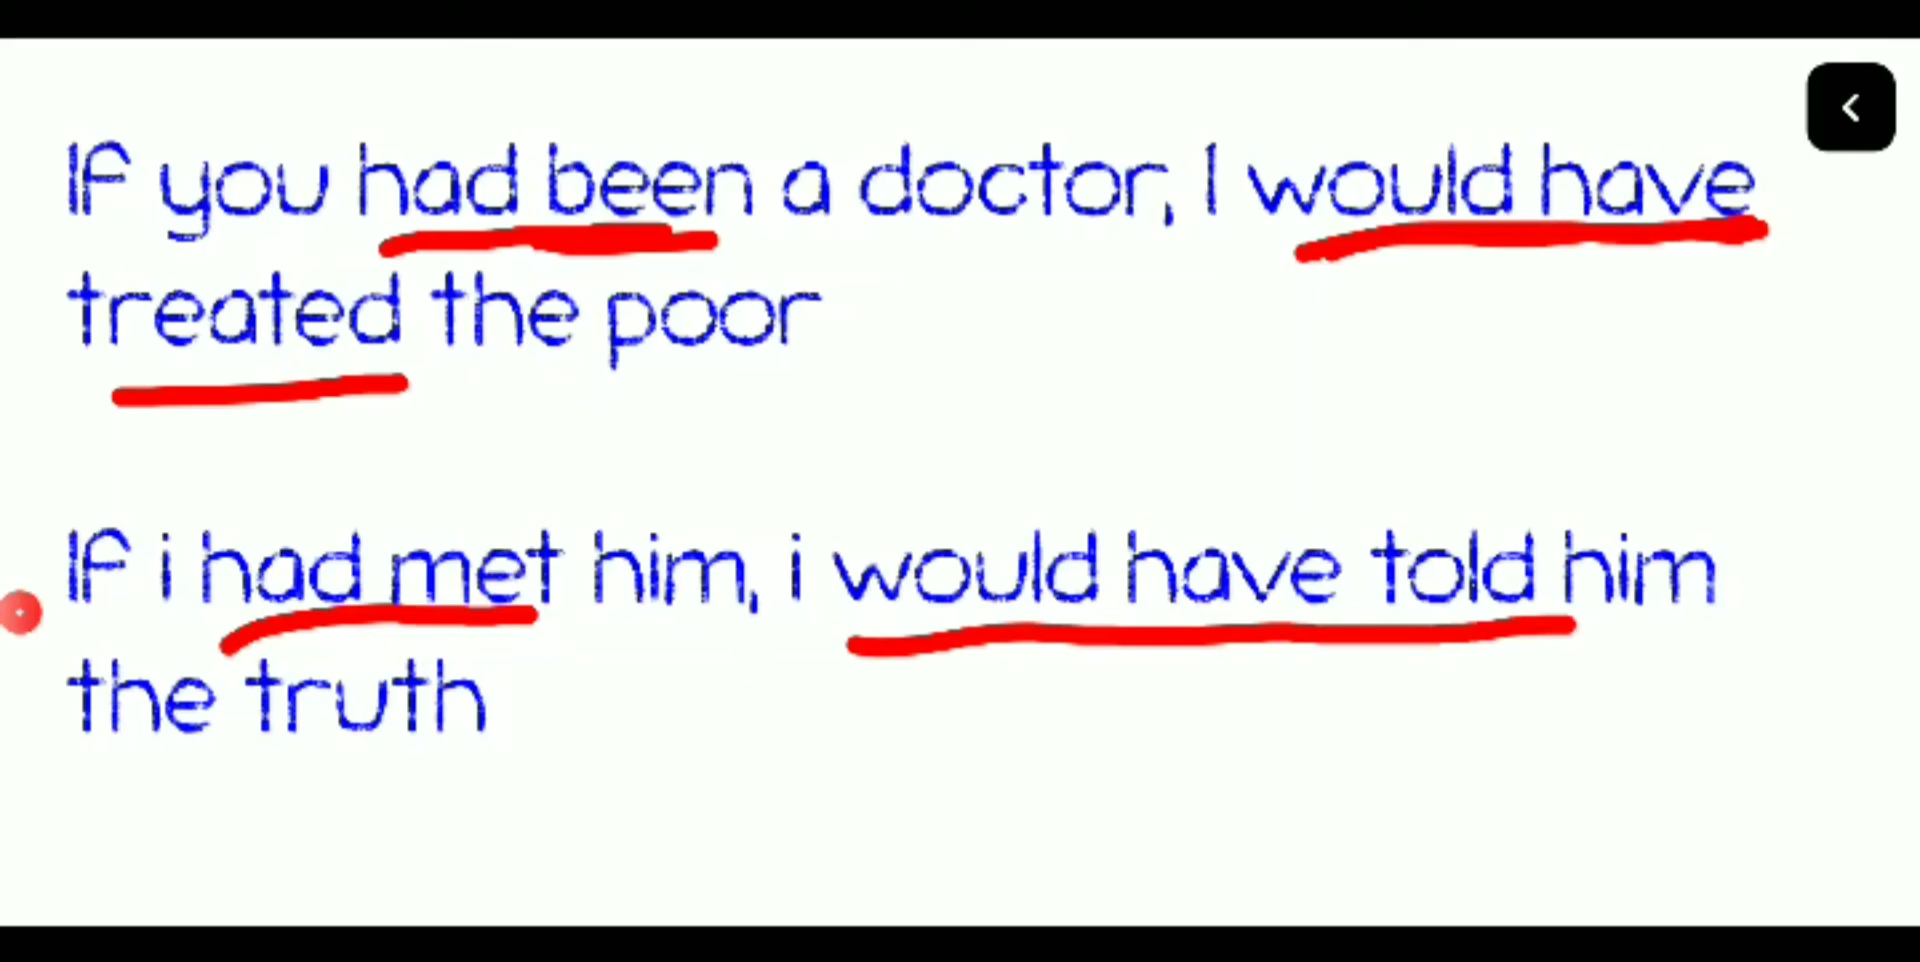 If you had been a doctor, I would have
treated the poor
If i had met him, i would have told him
the truth